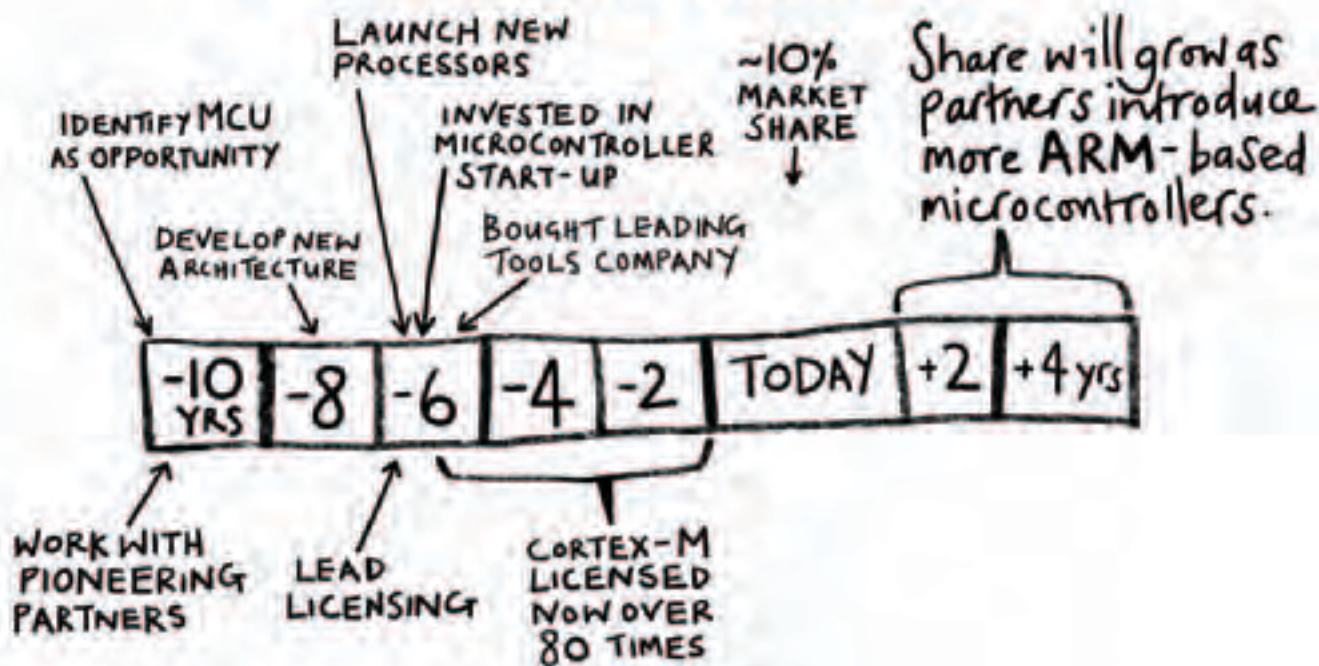 LAUNCH NEW
PROCESSORS
~10%
MARKET
SHARE
Share will grow as
partners introduce
more ARM-based
microcontrollers.
IDENTIFY MCU
AS OPPORTUNITY
INVESTED IN
MICROCONTROLLER
START-UP
DEVELOP NEW
ARCHITECTURE
BOUGHT LEADING
TOOLS COMPANY
-10
YRS
-8
-6
-4
-2
TODAY
+2
+4 yrs
WORK WITH
PIONEERING
PARTNERS
LEAD
LICENSING
CORTEX-M
LICENSED
NOW OVER
80 TIMES